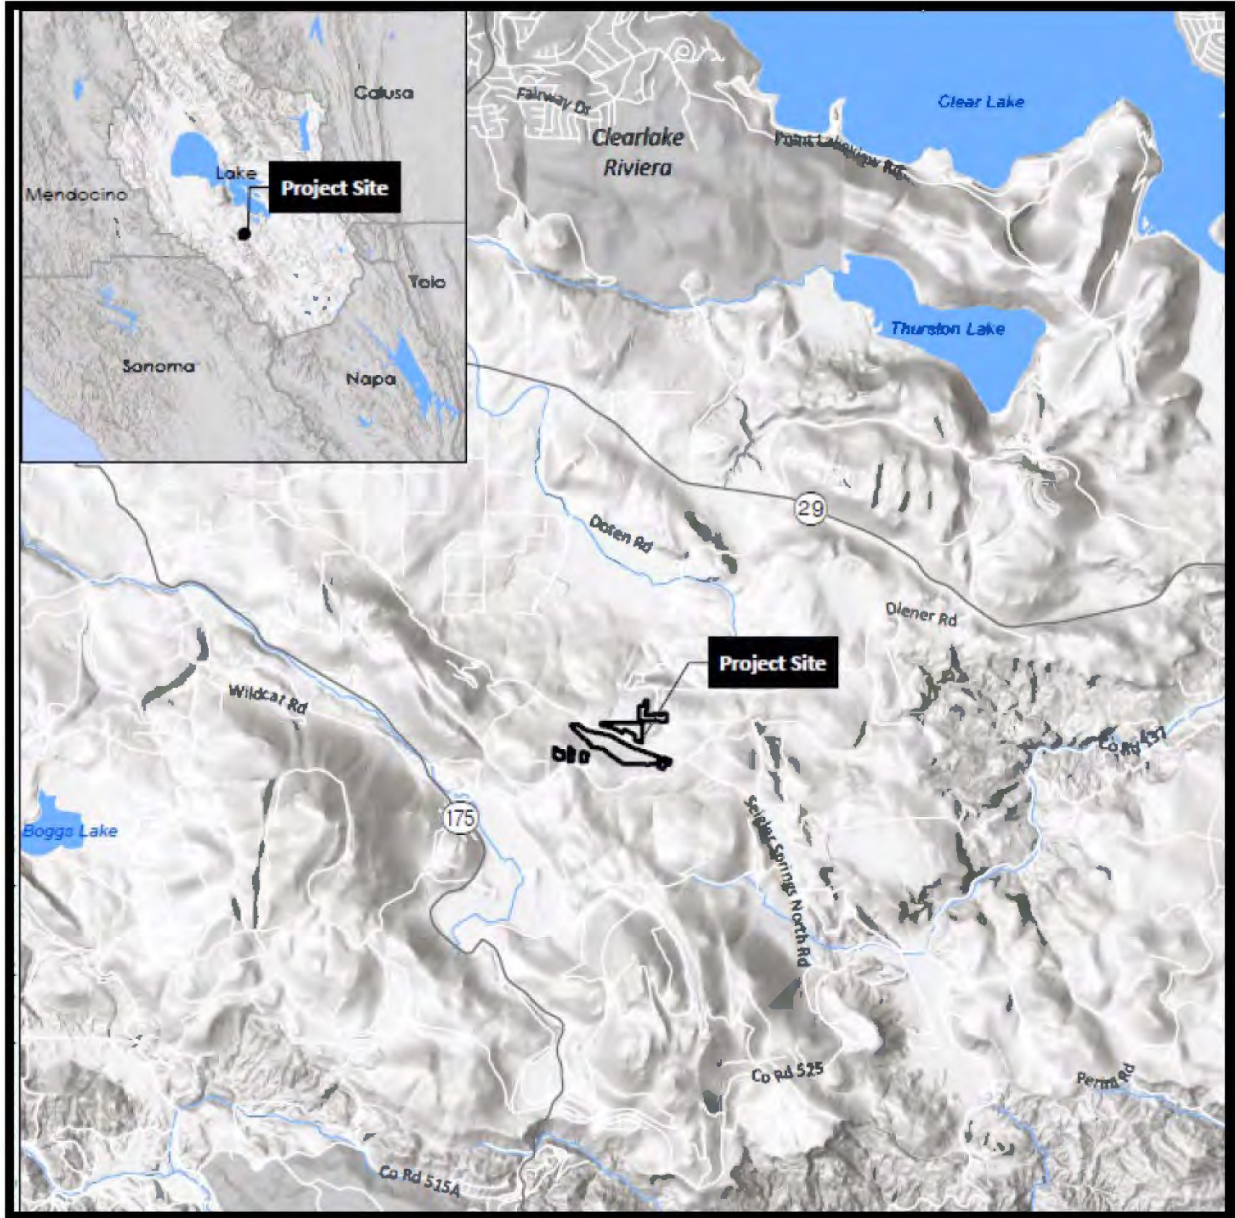 Calusa
Lake
Project Site
Mendocino
Tolo
Sonoma
Napa
Fairway Dr
Clearlake
Riviera
Clear Lake
Point Lakeview Rd
Thurston Lake
29
Doten Rd
Diener Rd
Project Site
Wildcat Rd
Co Rd 137
175
Boggs Lake
Seigler Springs North Rd
Co Rd 525
Perini Rd
Co Rd 515A